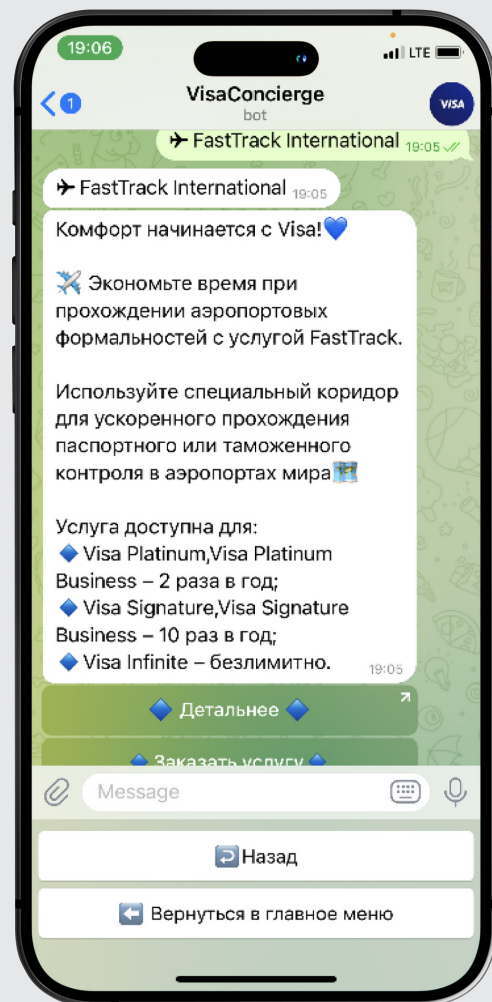 19:06
LTE
1
VisaConcierge
bot
VISA
✈ FastTrack International 19:05
✈ FastTrack International 19:05
Комфорт начинается с Visa!💙
✈️ Экономьте время при
прохождении аэропортовых
формальностей с услугой FastTrack.
Используйте специальный коридор
для ускоренного прохождения
паспортного или таможенного
контроля в аэропортах мира🗺️
Услуга доступна для:
🔷 Visa Platinum,Visa Platinum
Business – 2 раза в год;
🔷 Visa Signature,Visa Signature
Business – 10 раз в год;
🔷 Visa Infinite – безлимитно. 19:05
🔷 Детальнее 🔷
🔷 Заказать услугу 🔷
Message
↩️Назад
⬅️ Вернуться в главное меню